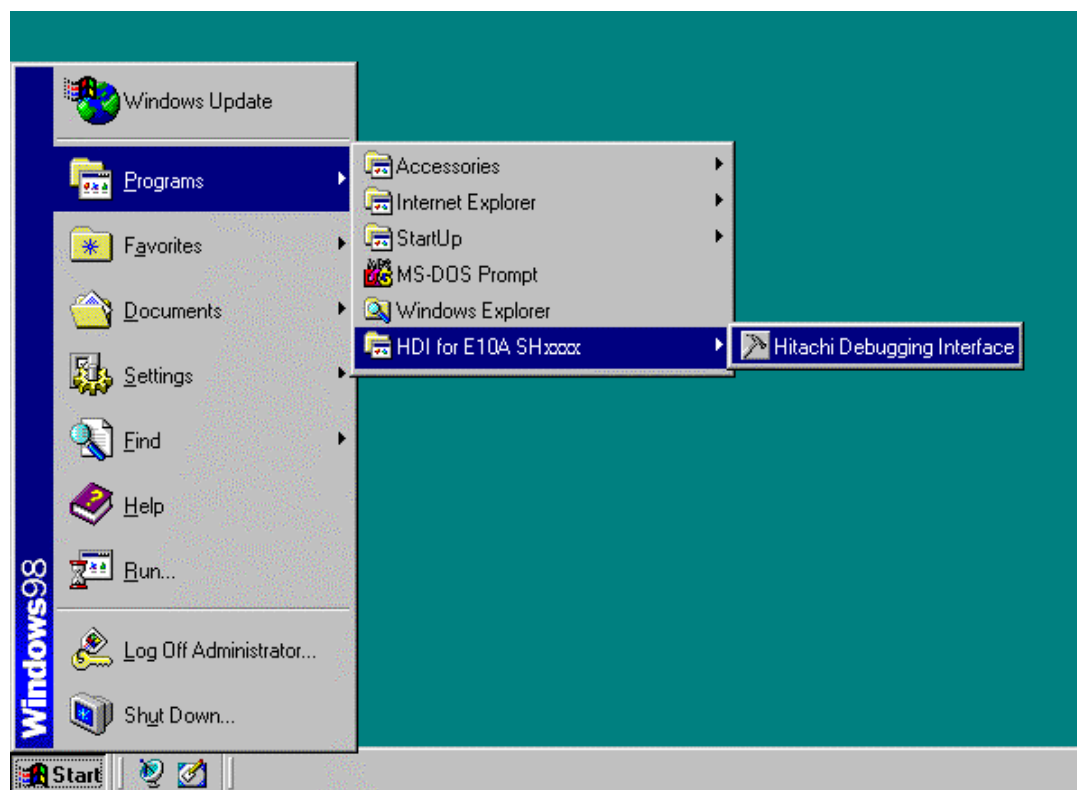 Windows Update
Programs
Favorites
Documents
Settings
Find
Help
Run...
Log Off Administrator...
Shut Down...
Windows98
Accessories
Internet Explorer
StartUp
MS-DOS Prompt
Windows Explorer
HDI for E10A SHxxxx
Hitachi Debugging Interface
Start